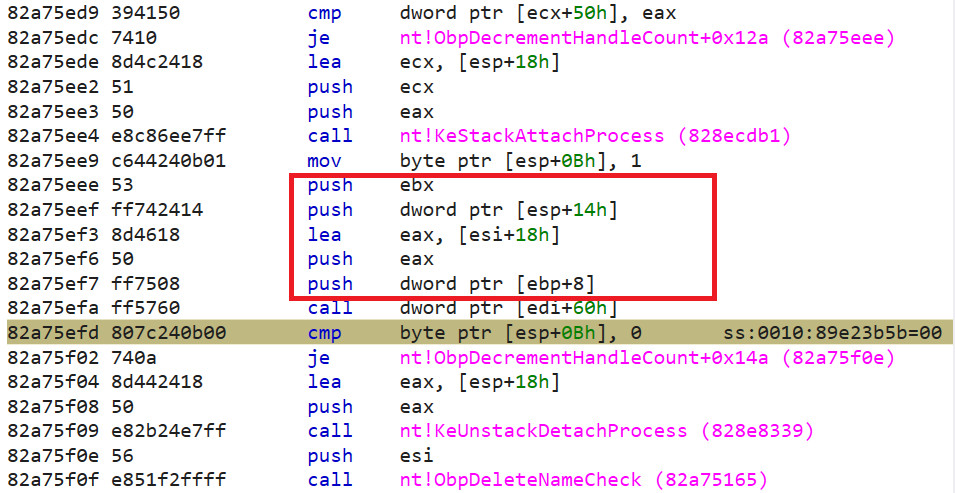 82a75ed9 394150 cmp dword ptr [ecx+50h], eax
82a75edc 7410 je nt!ObpDecrementHandleCount+0x12a (82a75eee)
82a75ede 8d4c2418 lea ecx, [esp+18h]
82a75ee2 51 push ecx
82a75ee3 50 push eax
82a75ee4 e8c86ee7ff call nt!KeStackAttachProcess (828ecdb1)
82a75ee9 c644240b01 mov byte ptr [esp+0Bh], 1
82a75eee 53 push ebx
82a75eef ff742414 push dword ptr [esp+14h]
82a75ef3 8d4618 lea eax, [esi+18h]
82a75ef6 50 push eax
82a75ef7 ff7508 push dword ptr [ebp+8]
82a75efa ff5760 call dword ptr [edi+60h]
82a75efd 807c240b00 cmp byte ptr [esp+0Bh], 0 ss:0010:89e23b5b=00
82a75f02 740a je nt!ObpDecrementHandleCount+0x14a (82a75f0e)
82a75f04 8d442418 lea eax, [esp+18h]
82a75f08 50 push eax
82a75f09 e82b24e7ff call nt!KeUnstackDetachProcess (828e8339)
82a75f0e 56 push esi
82a75f0f e851f2ffff call nt!ObpDeleteNameCheck (82a75165)